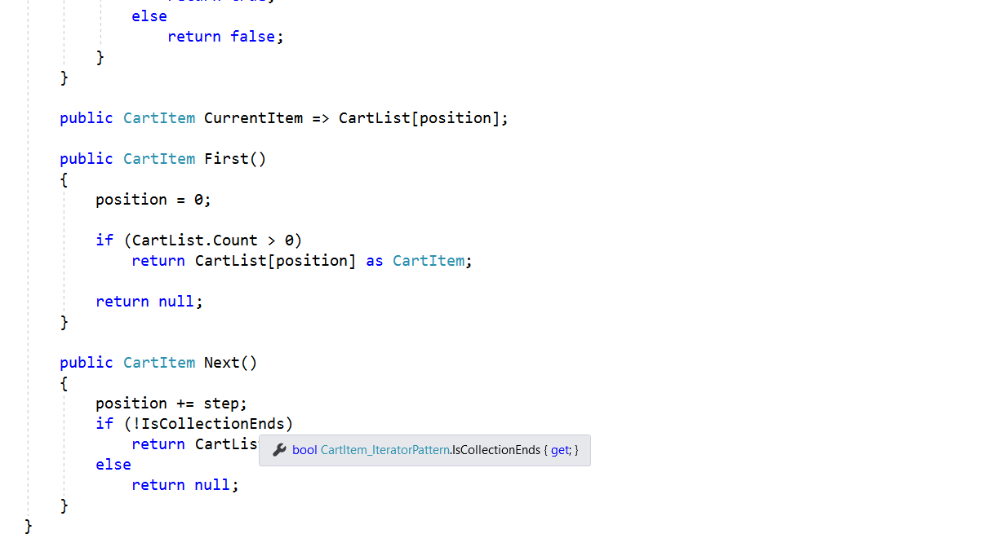 else
return false;
}
}
public CartItem CurrentItem => CartList[position];
public CartItem First()
{
position = 0;
if (CartList.Count > 0)
return CartList[position] as CartItem;
return null;
}
public CartItem Next()
{
position += step;
if (!IsCollectionEnds)
return CartLis
bool CartItem_IteratorPattern.IsCollectionEnds { get; }
else
return null;
}
}